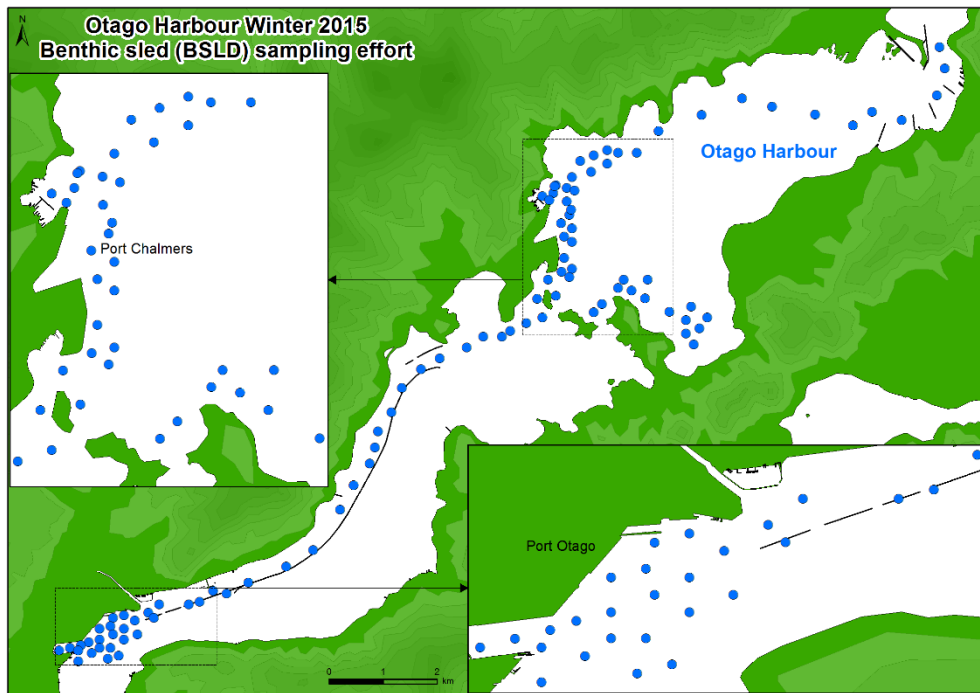 Otago Harbour Winter 2015
Benthic sled (BSLD) sampling effort
N
Otago Harbour
Port Chalmers
Port Otago
0 1 2
km